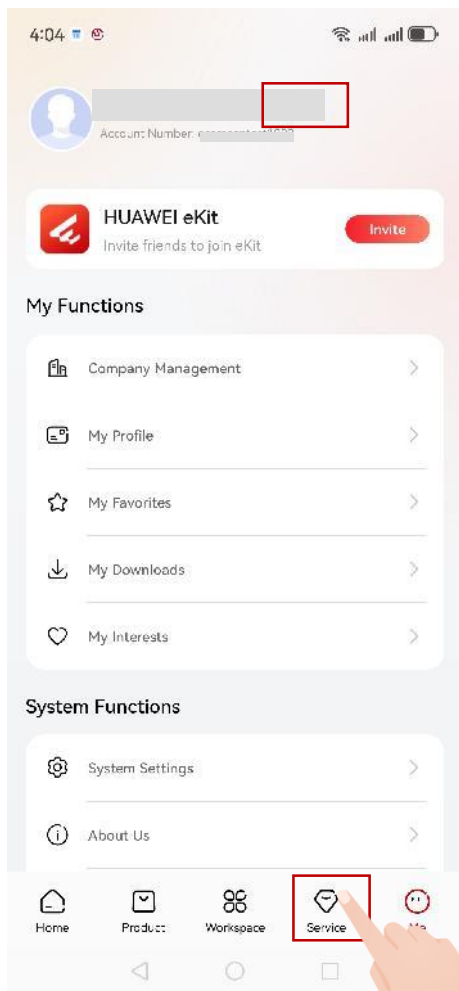 4:04
Account Number:
HUAWEI eKit
Invite friends to join eKit
Invite
My Functions
Company Management
My Profile
My Favorites
My Downloads
My Interests
System Functions
System Settings
About Us
Home
Product
Workspace
Service
Me